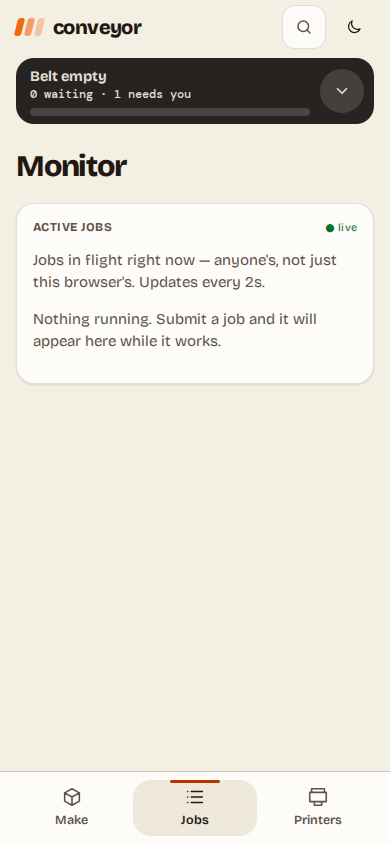 conveyor
Belt empty
0 waiting · 1 needs you
Monitor
ACTIVE JOBS
live
Jobs in flight right now — anyone's, not just
this browser's. Updates every 2s.
Nothing running. Submit a job and it will
appear here while it works.
Make
Jobs
Printers